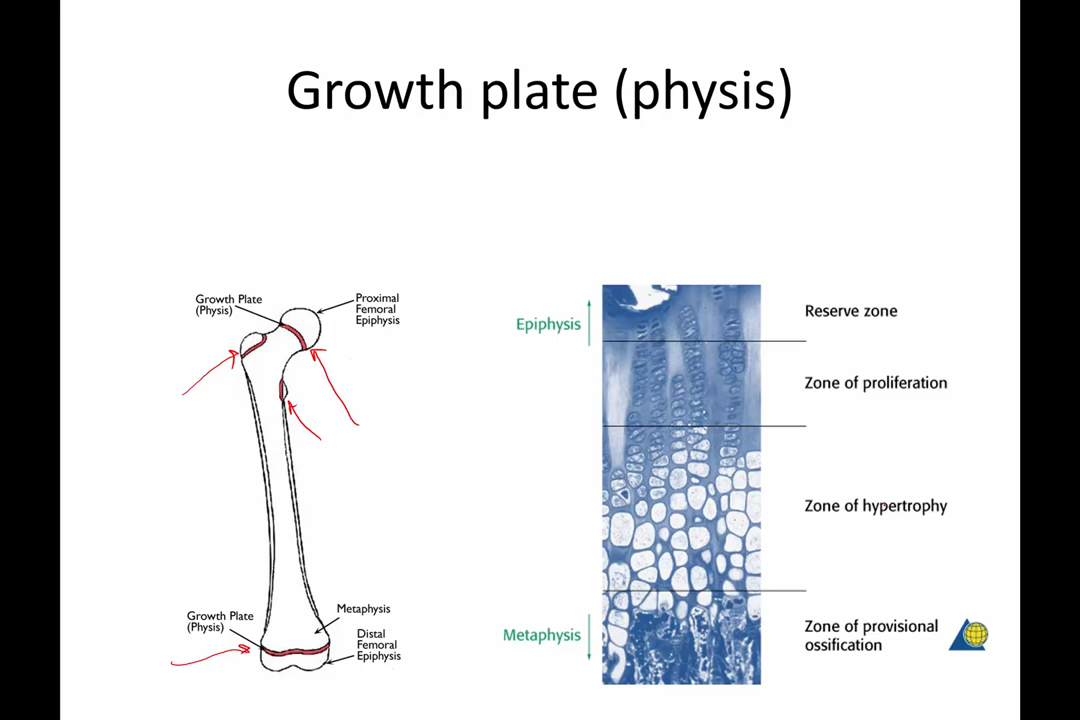 Growth plate (physis)
Growth Plate
(Physis)
Proximal
Femoral
Epiphysis
Growth Plate
(Physis)
Metaphysis
Distal
Femoral
Epiphysis
Epiphysis
Metaphysis
Reserve zone
Zone of proliferation
Zone of hypertrophy
Zone of provisional
ossification